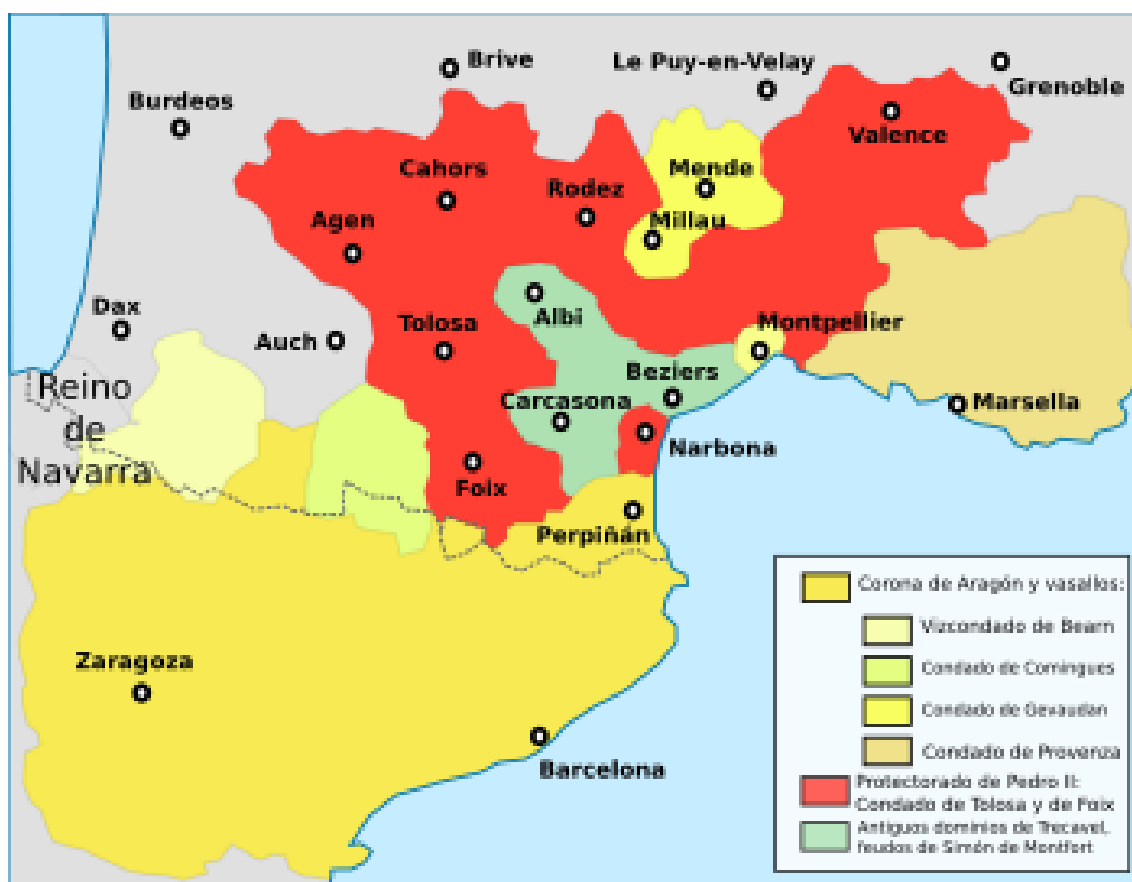 Brive
Le Puy-en-Velay
Grenoble
Burdeos
Valence
Cahors
Rodez
Mende
Agen
Millau
Dax
Auch
Tolosa
Albi
Montpellier
Reino
de
Navarra
Beziers
Carcasona
Marsella
Narbona
Foix
Perpiñán
Zaragoza
Barcelona
Corona de Aragón y vasallos:
Vizcondado de Bearn
Condado de Comingues
Condado de Gevaudan
Condado de Provenza
Protectorado de Pedro II:
Condado de Tolosa y de Foix
Antiguos dominios de Trecavel,
feudos de Simón de Montfort